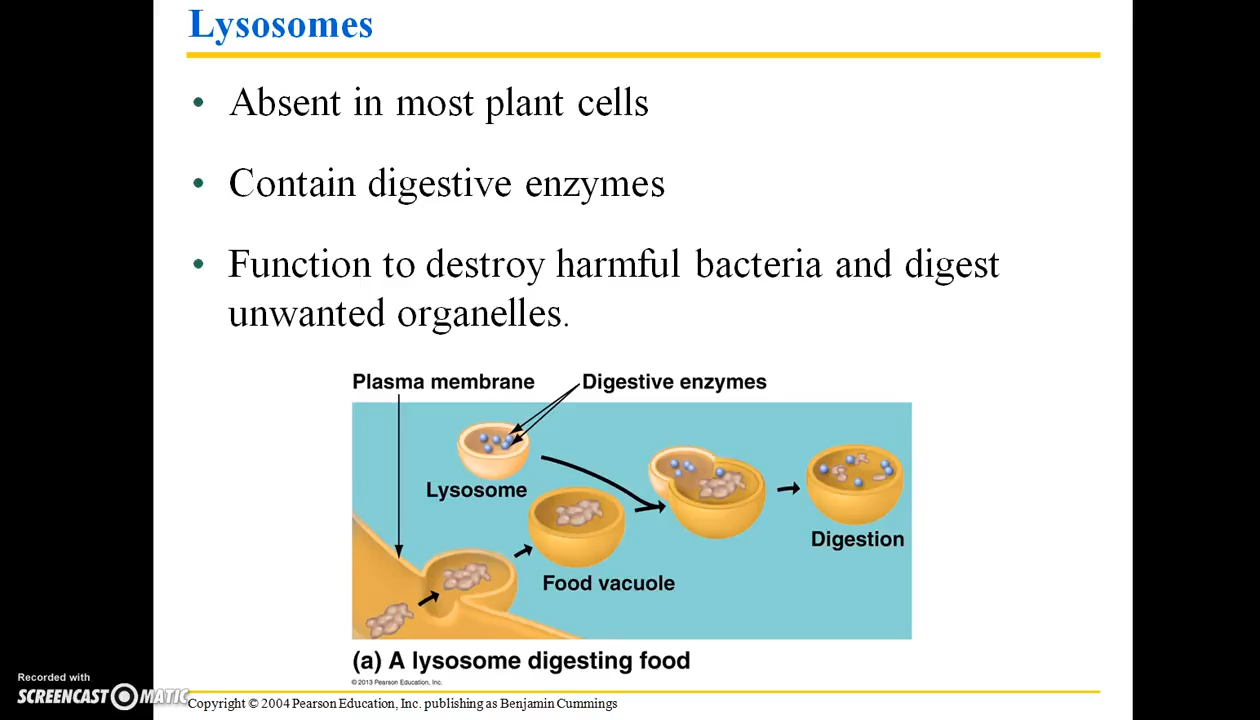 Lysosomes
• Absent in most plant cells
• Contain digestive enzymes
• Function to destroy harmful bacteria and digest
unwanted organelles.
Plasma membrane
Digestive enzymes
Lysosome
Food vacuole
Digestion
(a) A lysosome digesting food
© 2013 Pearson Education, Inc.
Recorded with
SCREENCAST MATIC
Copyright © 2004 Pearson Education, Inc. publishing as Benjamin Cummings